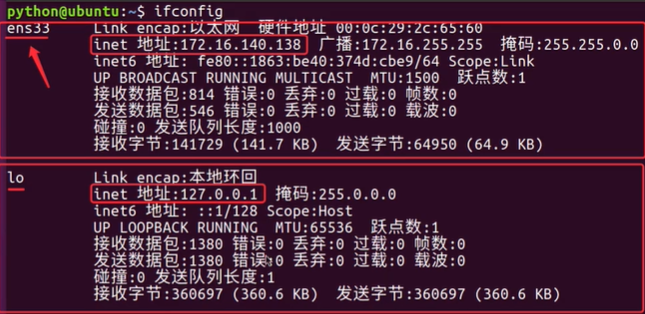 python@ubuntu:~$ ifconfig
ens33 Link encap:以太网 硬件地址 00:0c:29:2c:65:60
inet 地址:172.16.140.138 广播:172.16.255.255 掩码:255.255.0.0
inet6 地址: fe80::1863:be40:374d:cbe9/64 Scope:Link
UP BROADCAST RUNNING MULTICAST MTU:1500 跃点数:1
接收数据包:814 错误:0 丢弃:0 过载:0 帧数:0
发送数据包:546 错误:0 丢弃:0 过载:0 载波:0
碰撞:0 发送队列长度:1000
接收字节:141729 (141.7 KB) 发送字节:64950 (64.9 KB)
lo Link encap:本地环回
inet 地址:127.0.0.1 掩码:255.0.0.0
inet6 地址: ::1/128 Scope:Host
UP LOOPBACK RUNNING MTU:65536 跃点数:1
接收数据包:1380 错误:0 丢弃:0 过载:0 帧数:0
发送数据包:1380 错误:0 丢弃:0 过载:0 载波:0
碰撞:0 发送队列长度:1
接收字节:360697 (360.6 KB) 发送字节:360697 (360.6 KB)